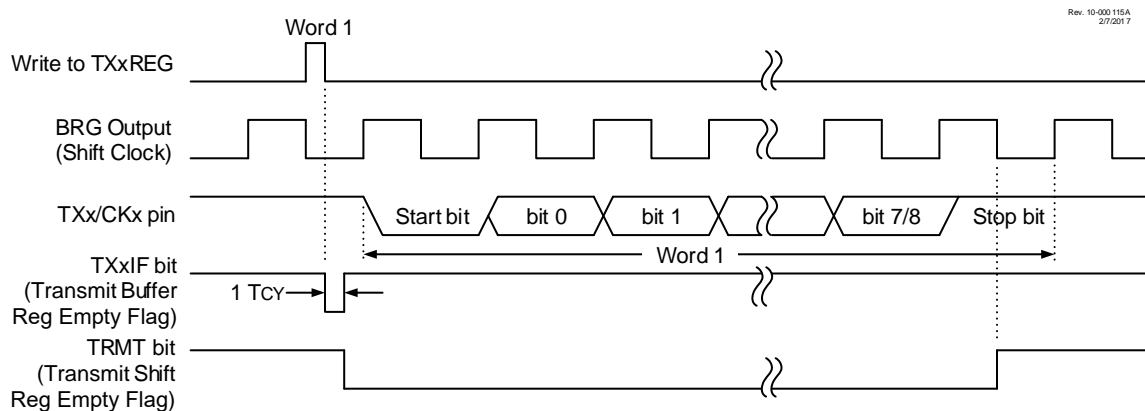 Rev. 10-000 115A
2/7/201 7
Word 1
Write to TXxREG
BRG Output
(Shift Clock)
TXx/CKx pin
Start bit
bit 0
bit 1
bit 7/8
Stop bit
Word 1
TXxIF bit
(Transmit Buffer
Reg Empty Flag)
1 TCY
TRMT bit
(Transmit Shift
Reg Empty Flag)